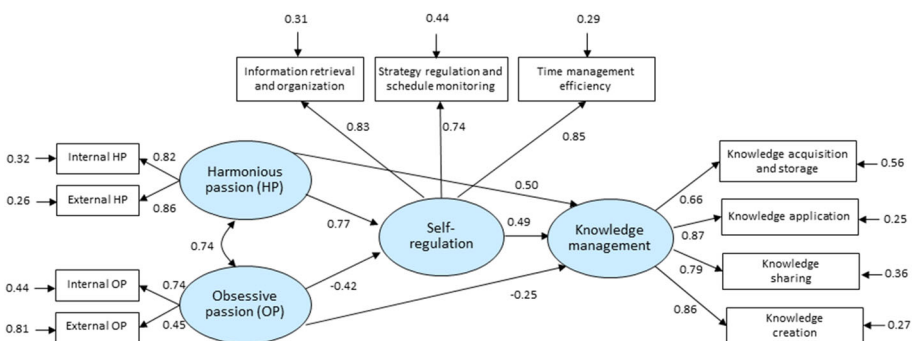 0.31
0.44
0.29
Information retrieval
and organization
Strategy regulation and
schedule monitoring
Time management
efficiency
0.83
0.74
0.85
0.32
Internal HP
0.82
0.26
External HP
0.86
Harmonious
passion (HP)
0.50
0.77
0.74
Self-
regulation
0.49
Knowledge
management
0.66
Knowledge acquisition
and storage
0.56
0.87
Knowledge application
0.25
0.79
Knowledge
sharing
0.36
0.86
Knowledge
creation
0.27
0.44
Internal OP
0.74
0.81
External OP
0.45
Obsessive
passion (OP)
-0.42
-0.25